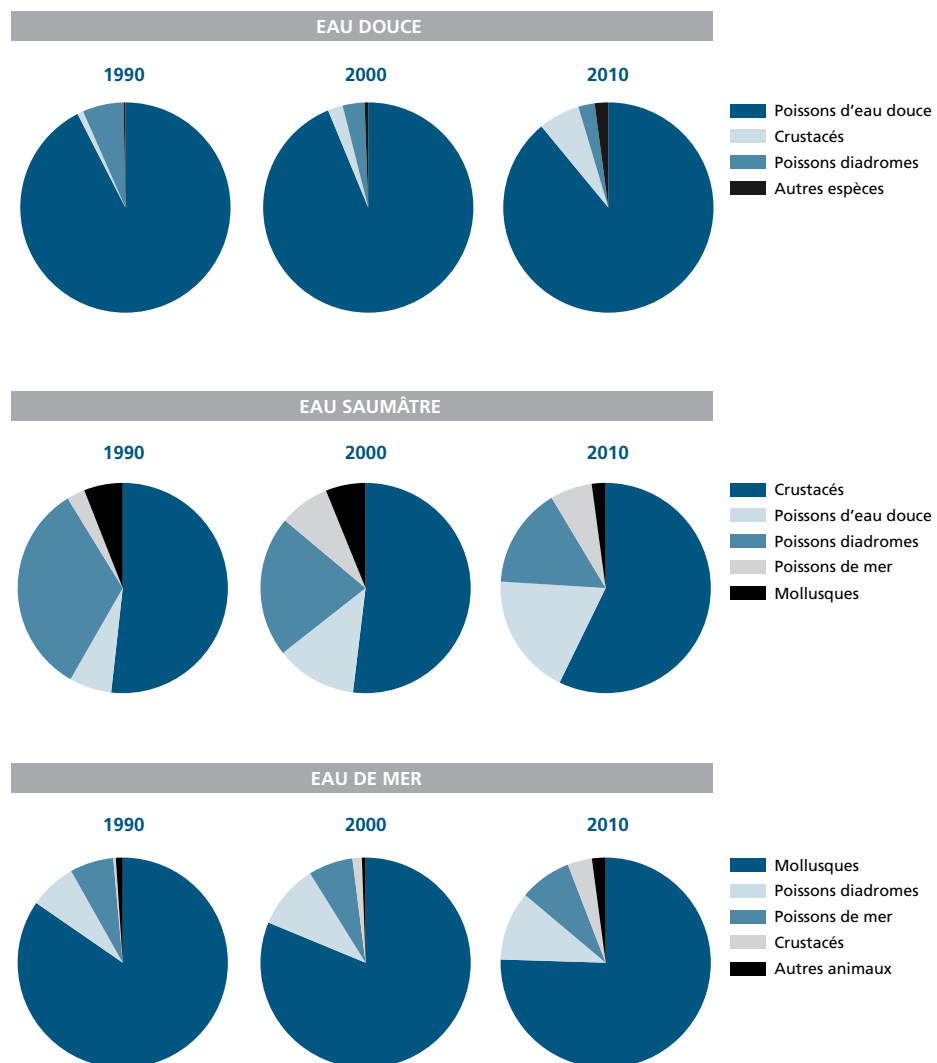 EAU DOUCE
1990
2000
2010
Poissons d'eau douce
Crustacés
Poissons diadromes
Autres espèces
EAU SAUMÂTRE
1990
2000
2010
Crustacés
Poissons d'eau douce
Poissons diadromes
Poissons de mer
Mollusques
EAU DE MER
1990
2000
2010
Mollusques
Poissons diadromes
Poissons de mer
Crustacés
Autres animaux